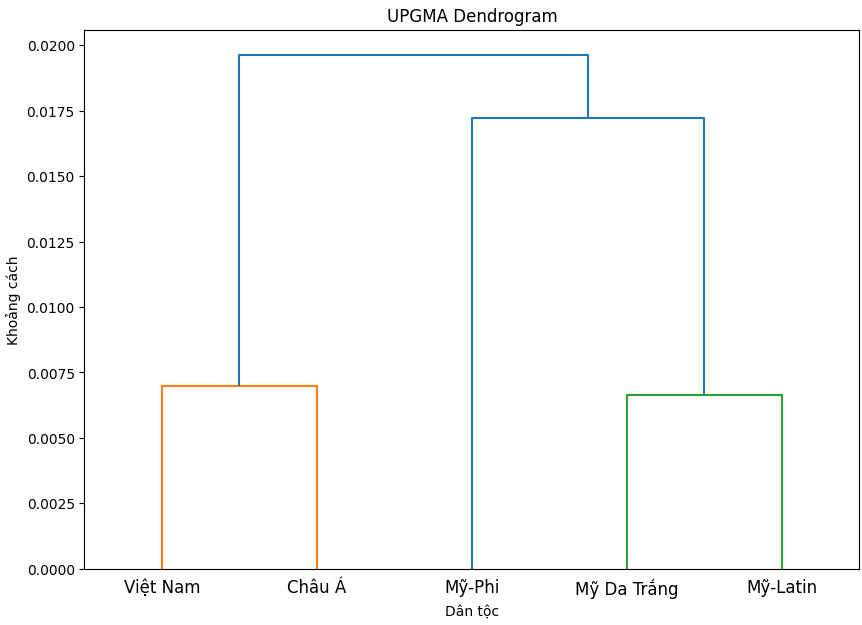 UPGMA Dendrogram
0.0200
0.0175
0.0150
0.0125
0.0100
0.0075
0.0050
0.0025
0.0000
Khoảng cách
Việt Nam Châu Á Mỹ-Phi Mỹ Da Trắng Mỹ-Latin
Dân tộc